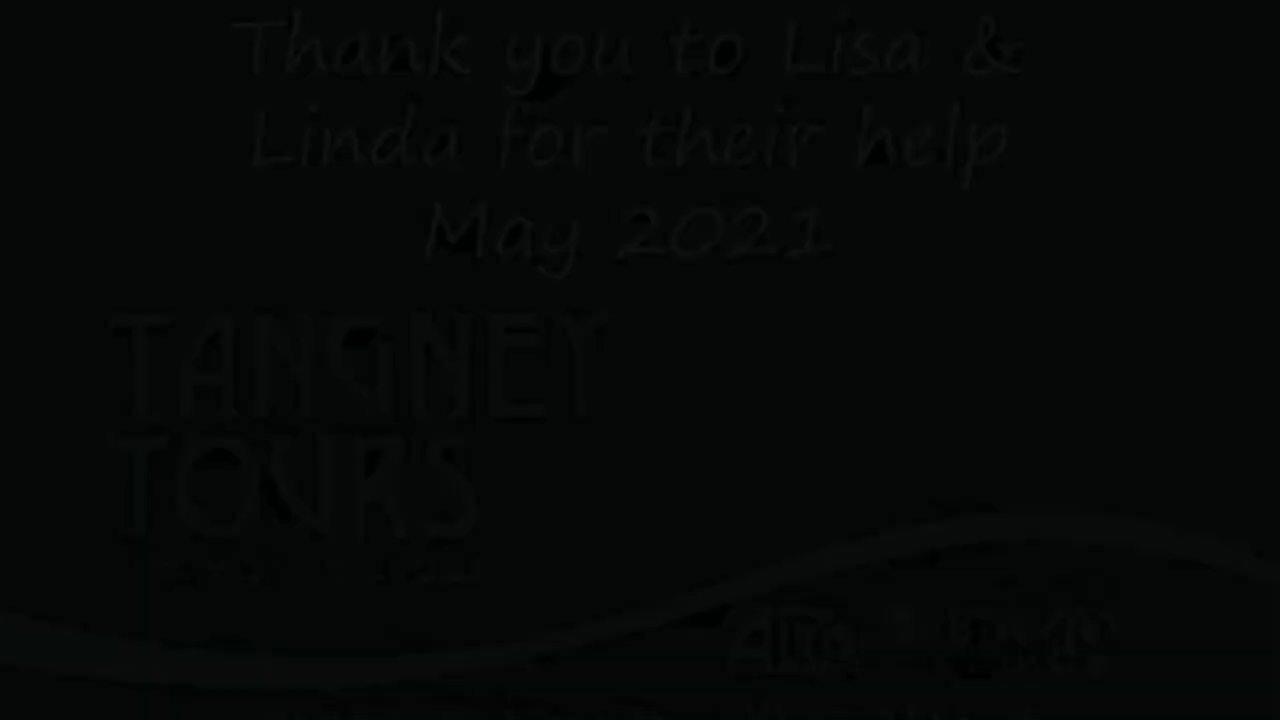 Thank you to Lisa &
Linda for their help
May 2021
TANGNEY
TOURS